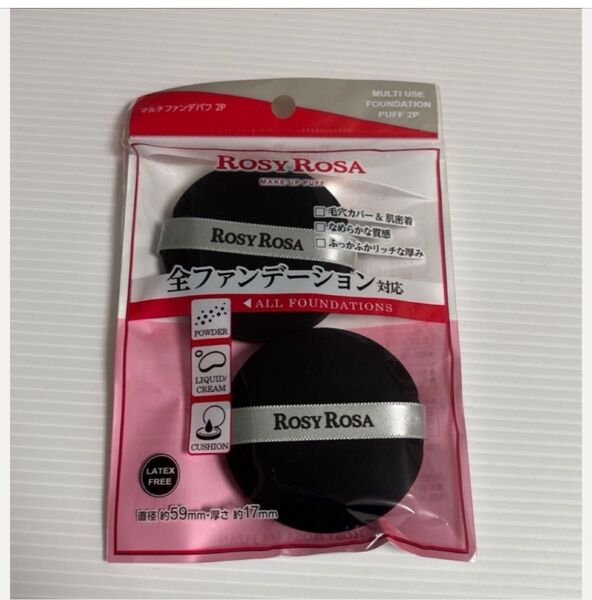 マルチファンデパフ 2P
MULTI USE
FOUNDATION
PUFF 2P
ROSY ROSA
MAKE UP PUFF
毛穴カバー & 肌密着
なめらかな質感
ふっかふかリッチな厚み
ROSY ROSA
全ファンデーション対応
ALL FOUNDATIONS
POWDER
LIQUID/
CREAM
CUSHION
ROSY ROSA
LATEX
FREE
直径 約59mm・厚さ 約17mm